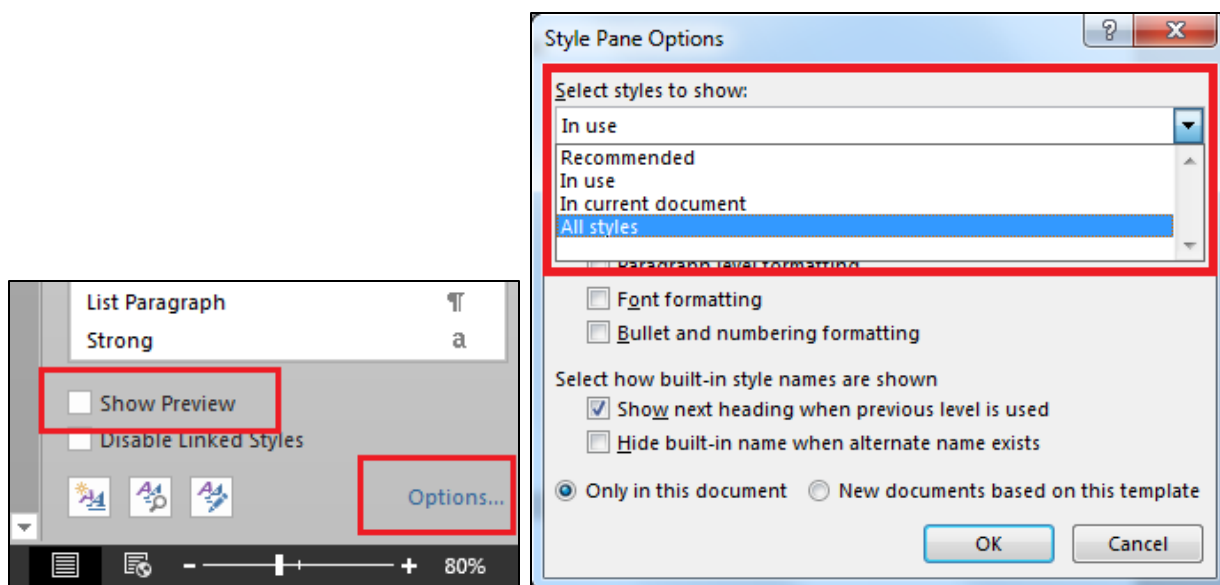 List Paragraph ¶
Strong a
Show Preview
Disable Linked Styles
Options...
80%
Style Pane Options
Select styles to show:
In use
Recommended
In use
In current document
All styles
Paragraph level formatting
Font formatting
Bullet and numbering formatting
Select how built-in style names are shown
Show next heading when previous level is used
Hide built-in name when alternate name exists
Only in this document New documents based on this template
OK Cancel